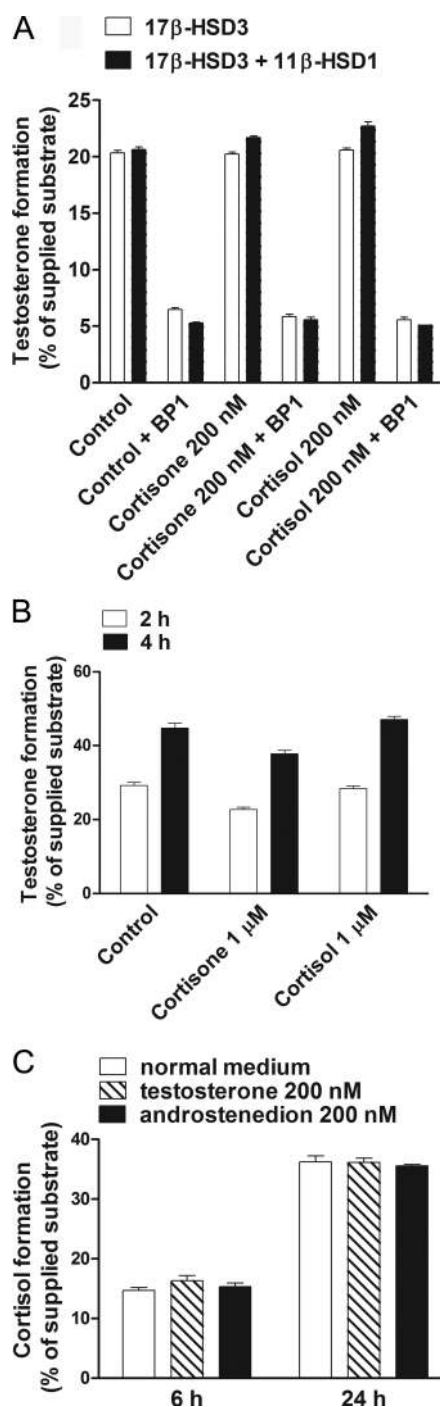 A
17β-HSD3
17β-HSD3 + 11β-HSD1
Testosterone formation
(% of supplied substrate)
25
20
15
10
5
0
Control
Control + BP1
Cortisone 200 nM
Cortisone 200 nM + BP1
Cortisol 200 nM
Cortisol 200 nM + BP1
B
2 h
4 h
Testosterone formation
(% of supplied substrate)
60
40
20
0
Control
Cortisone 1 μM
Cortisol 1 μM
C
normal medium
testosterone 200 nM
androstenedion 200 nM
Cortisol formation
(% of supplied substrate)
40
30
20
10
0
6 h
24 h